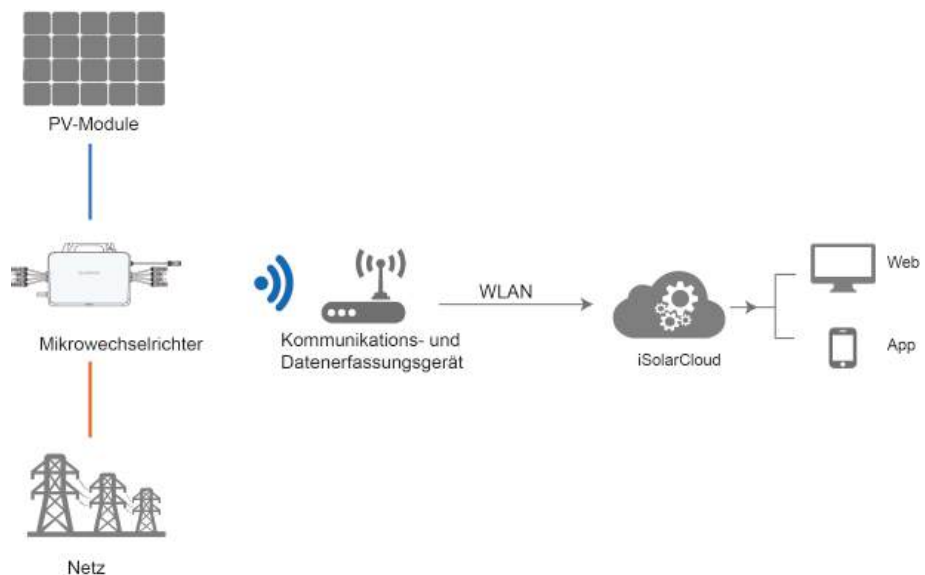 PV-Module
Mikrowechselrichter
Kommunikations- und
Datenerfassungsgerät
WLAN
iSolarCloud
Web
App
Netz